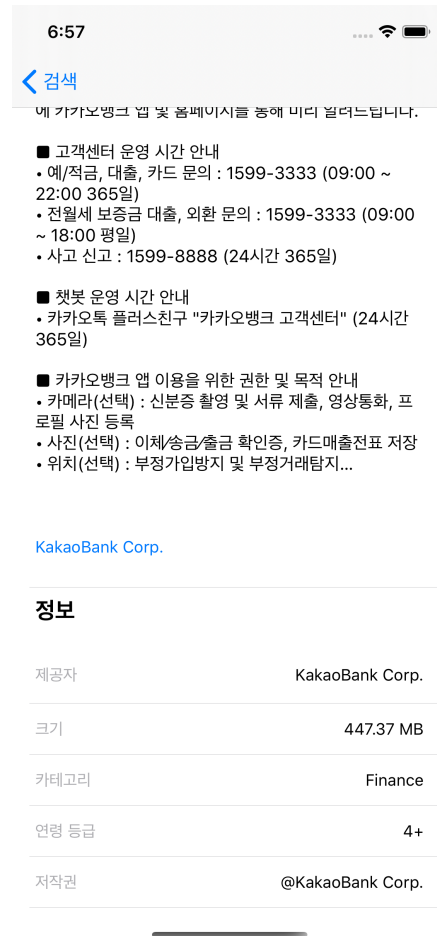 6:57
검색
에 카카오뱅크 앱 및 홈페이지를 통해 미리 알려드립니다.
■ 고객센터 운영 시간 안내
• 예/적금, 대출, 카드 문의 : 1599-3333 (09:00 ~
22:00 365일)
• 전월세 보증금 대출, 외환 문의 : 1599-3333 (09:00
~ 18:00 평일)
• 사고 신고 : 1599-8888 (24시간 365일)
■ 챗봇 운영 시간 안내
• 카카오톡 플러스친구 "카카오뱅크 고객센터" (24시간
365일)
■ 카카오뱅크 앱 이용을 위한 권한 및 목적 안내
• 카메라(선택) : 신분증 촬영 및 서류 제출, 영상통화, 프
로필 사진 등록
• 사진(선택) : 이체/송금/출금 확인증, 카드매출전표 저장
• 위치(선택) : 부정가입방지 및 부정거래탐지...
KakaoBank Corp.
정보
제공자 KakaoBank Corp.
크기 447.37 MB
카테고리 Finance
연령 등급 4+
저작권 @KakaoBank Corp.